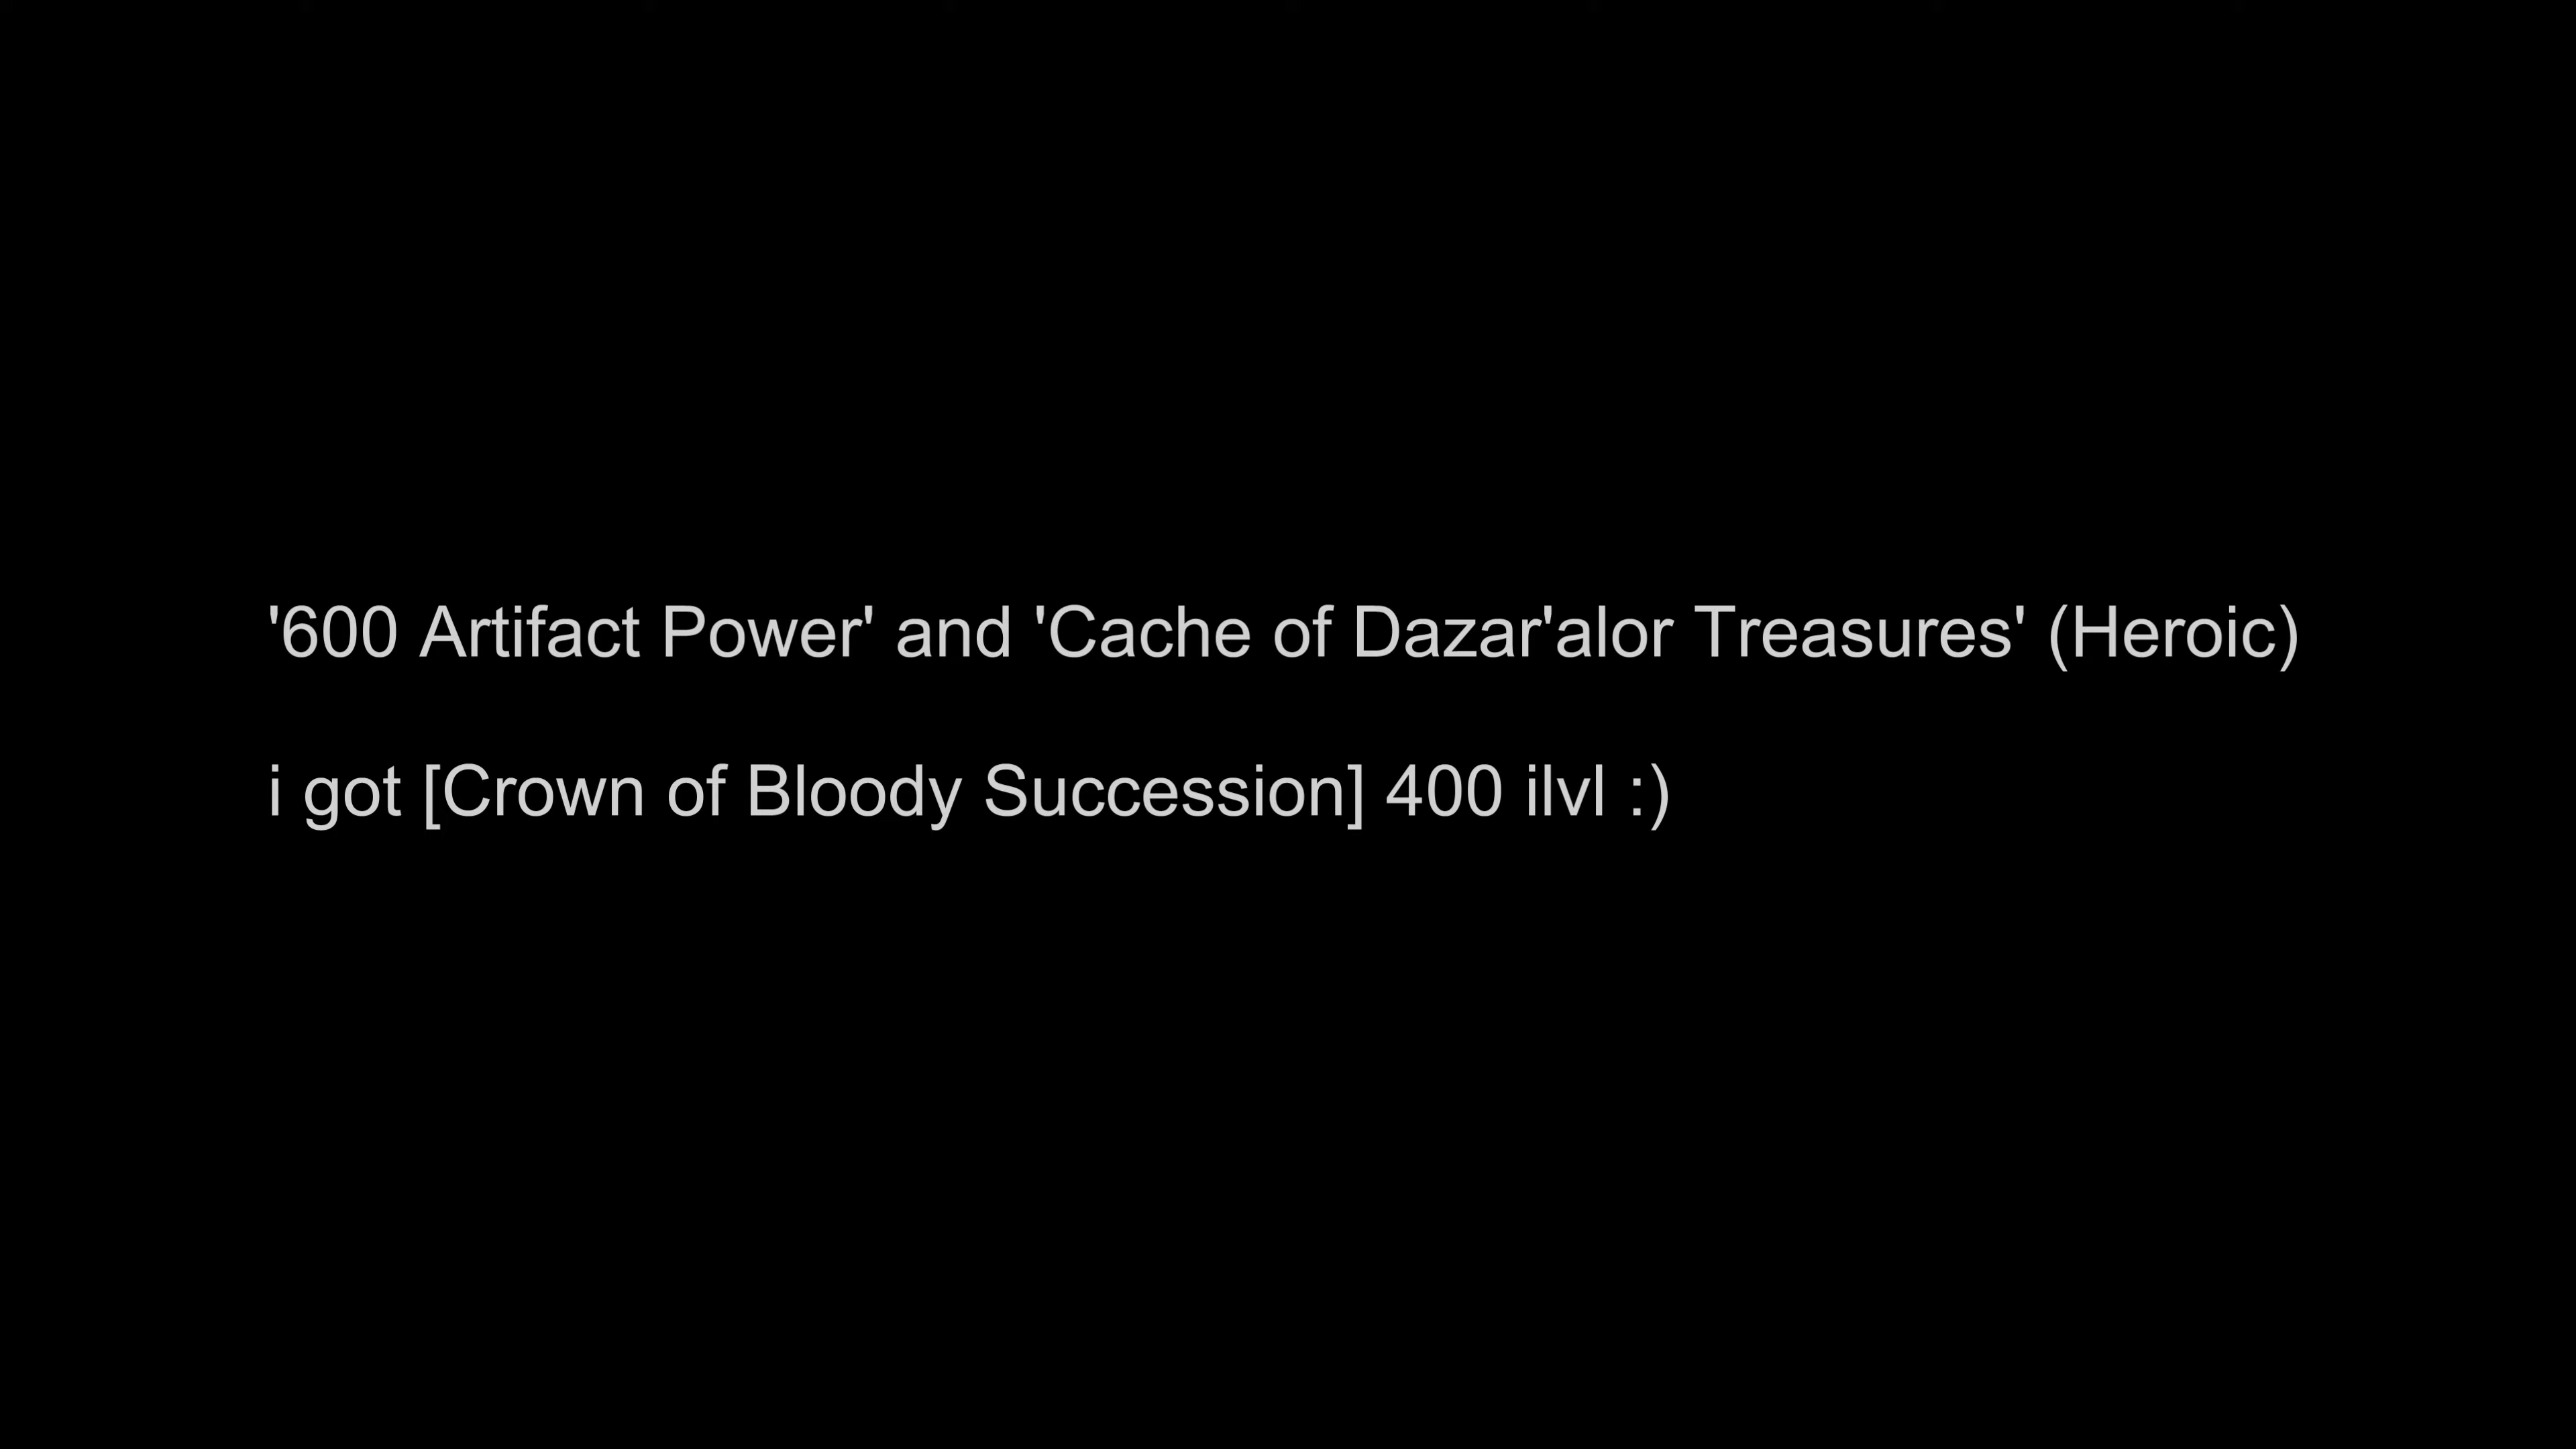 '600 Artifact Power' and 'Cache of Dazar'alor Treasures' (Heroic)
i got [Crown of Bloody Succession] 400 ilvl :)